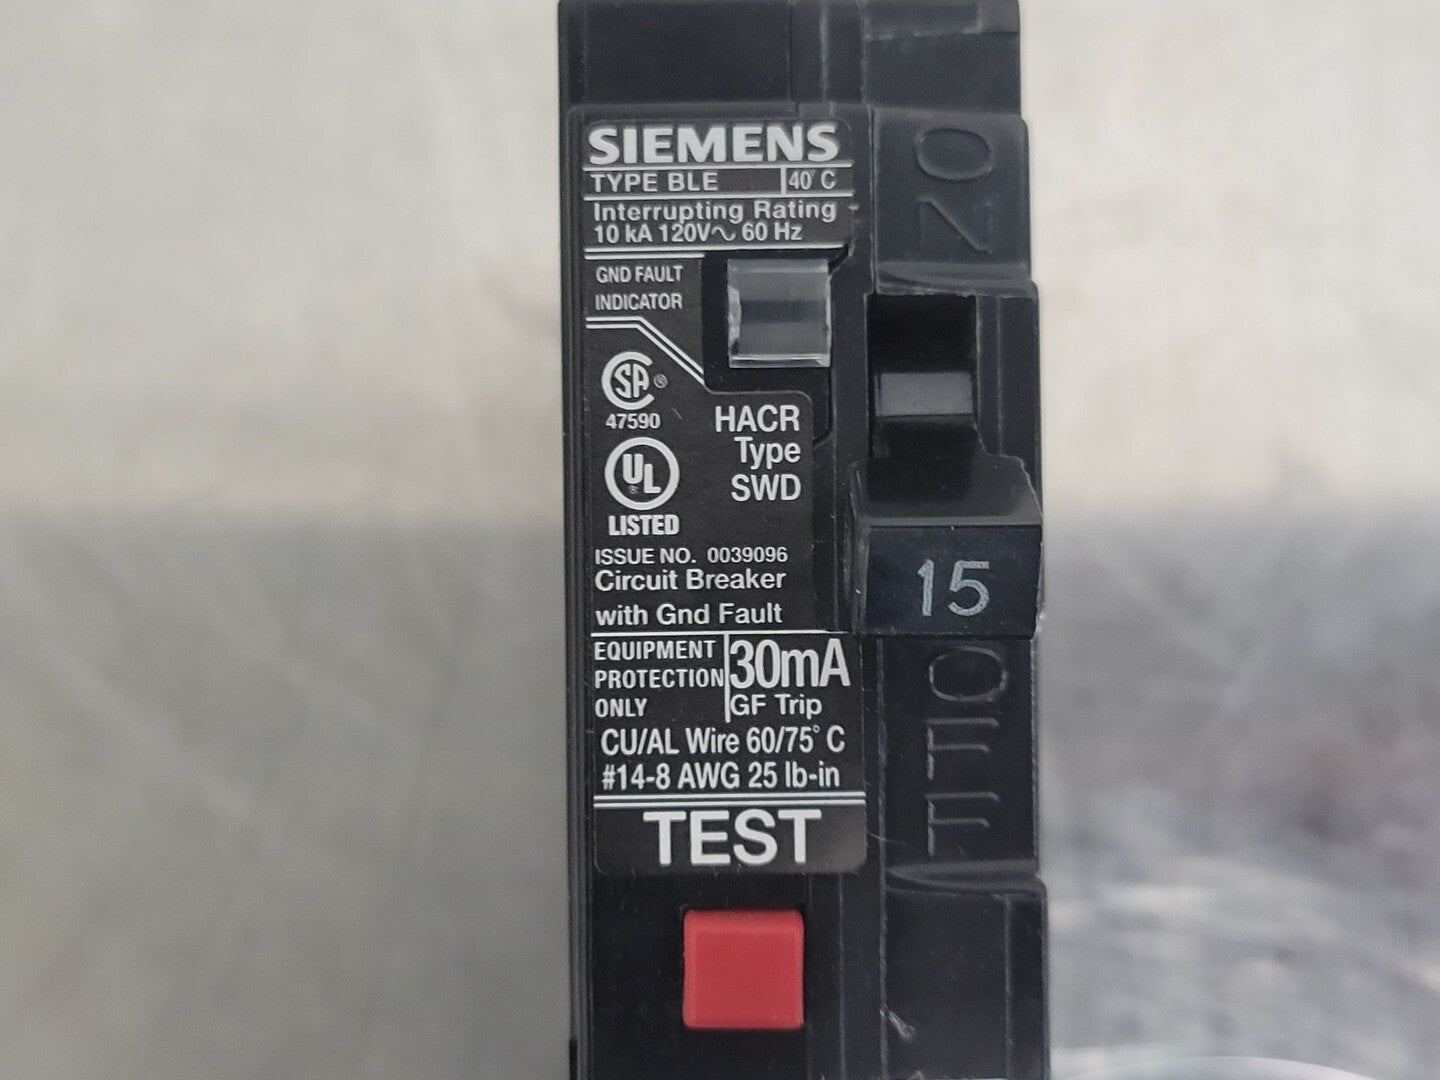 SIEMENS
TYPE BLE 40° C
Interrupting Rating
10 kA 120V~ 60 Hz
GND FAULT
INDICATOR
SA ®
47590
HACR
Type
SWD
UL ®
LISTED
ISSUE NO. 0039096
Circuit Breaker
with Gnd Fault
EQUIPMENT
PROTECTION
ONLY
30mA
GF Trip
CU/AL Wire 60/75° C
#14-8 AWG 25 lb-in
TEST
ON
15
OFF